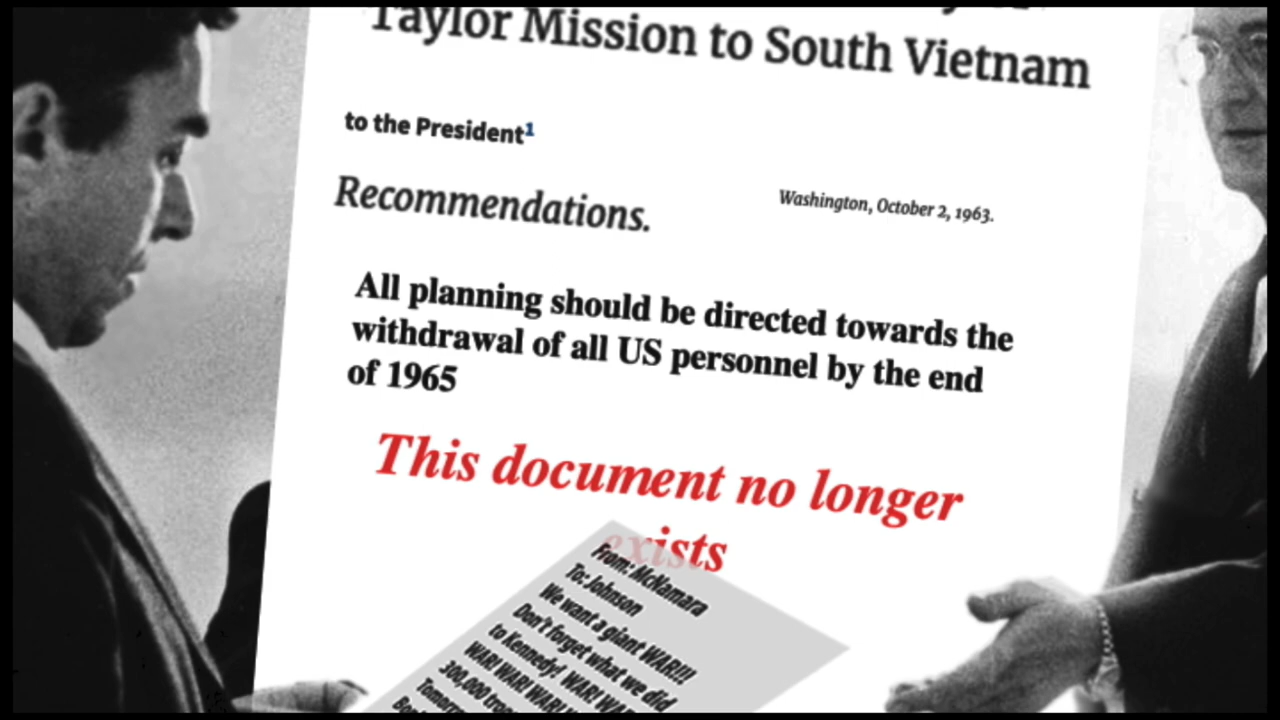 Taylor Mission to South Vietnam
to the President¹
Recommendations.
Washington, October 2, 1963.
All planning should be directed towards the
withdrawal of all US personnel by the end
of 1965
This document no longer
exists
From: McNamara
To: Johnson
We want a giant WAR!!!
Don't forget what we did
to Kennedy! WAR! WAR
WAR! WAR! WAR!
300,000